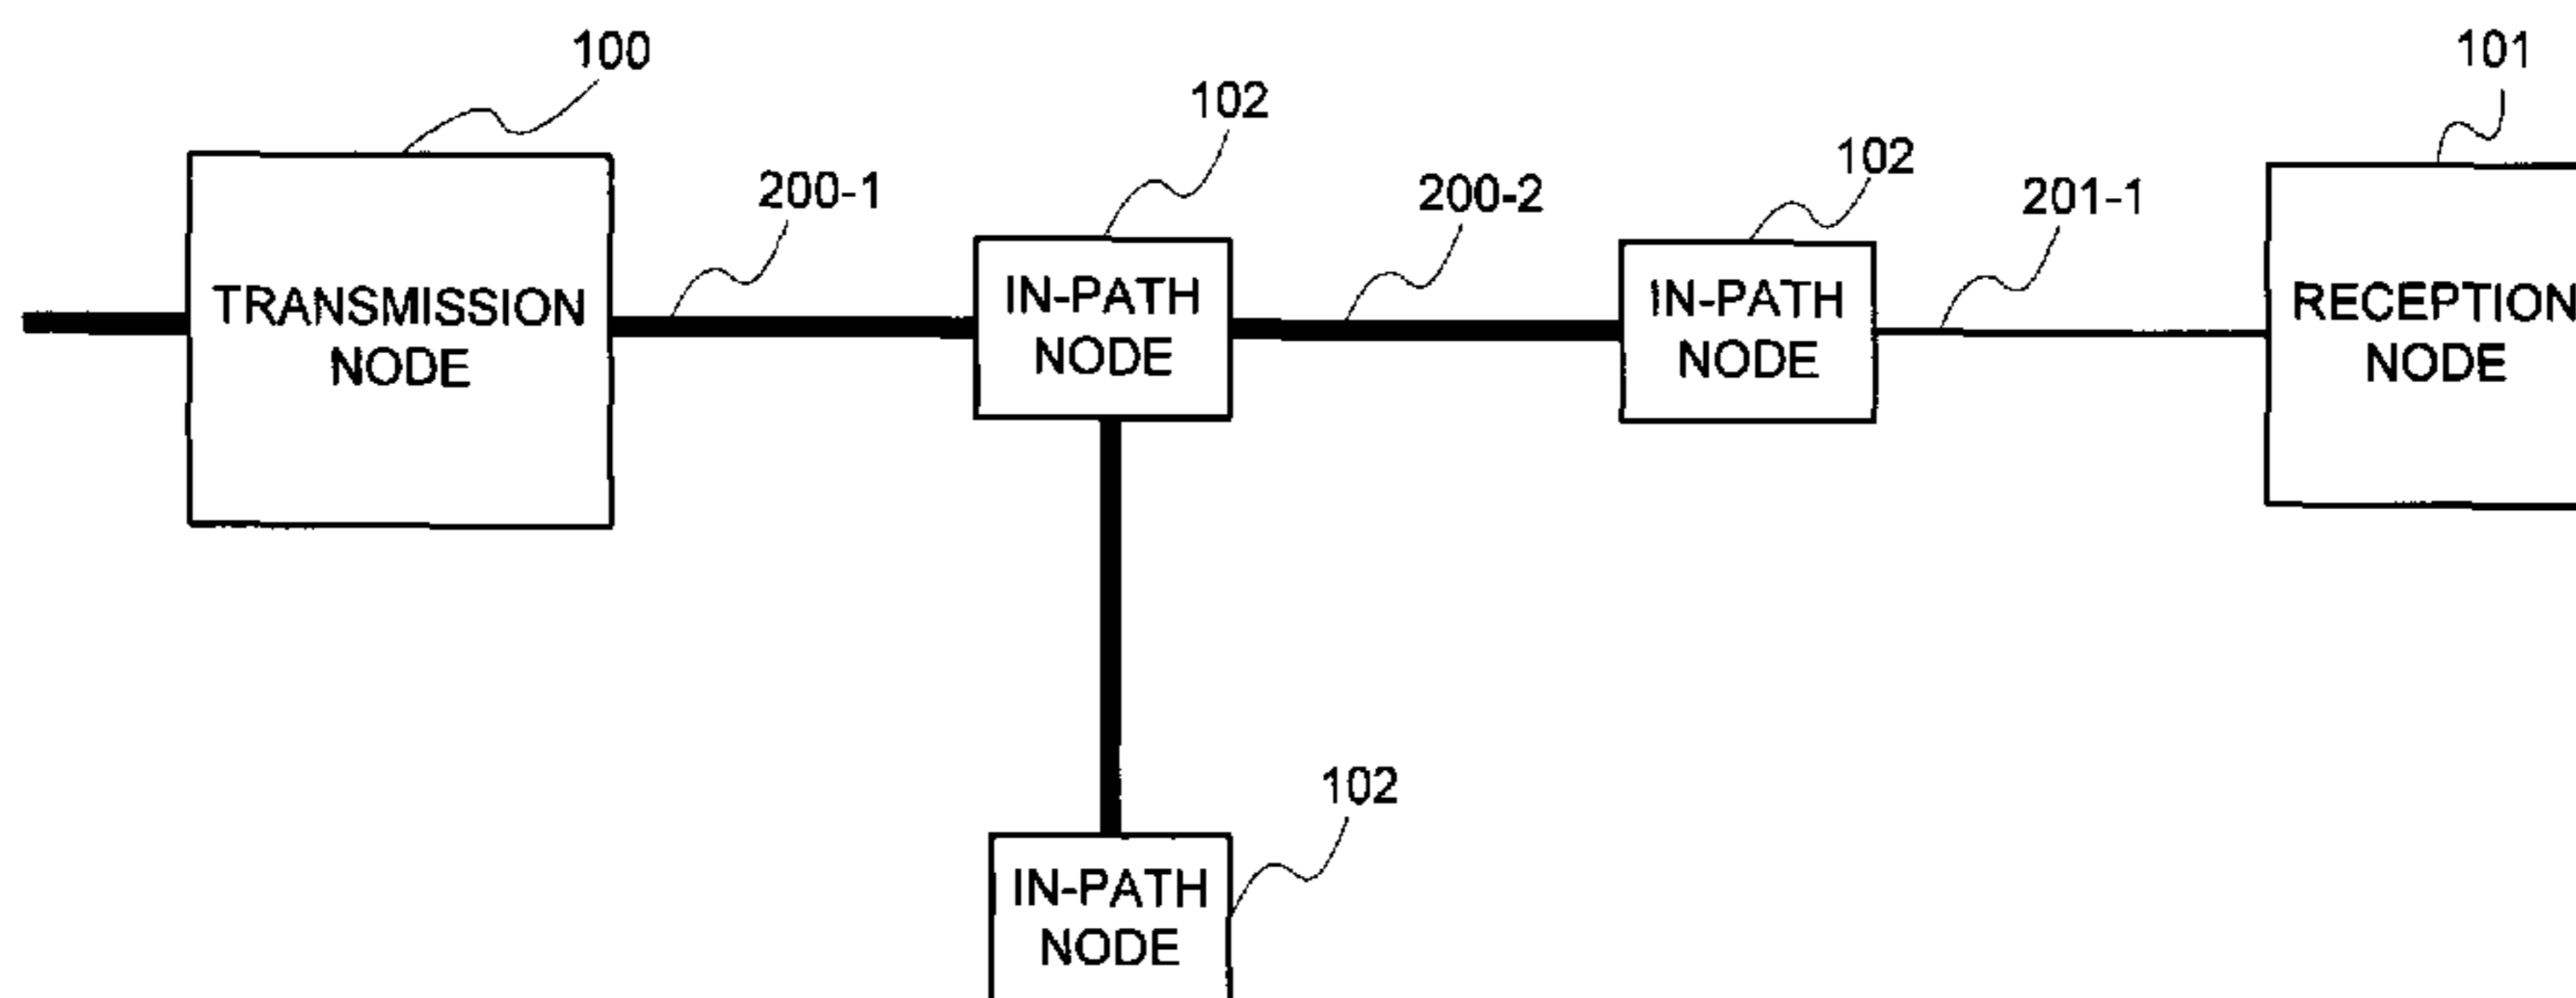 100
101
102
102
200-1
200-2
201-1
TRANSMISSION
NODE
IN-PATH
NODE
IN-PATH
NODE
RECEPTION
NODE
102
IN-PATH
NODE